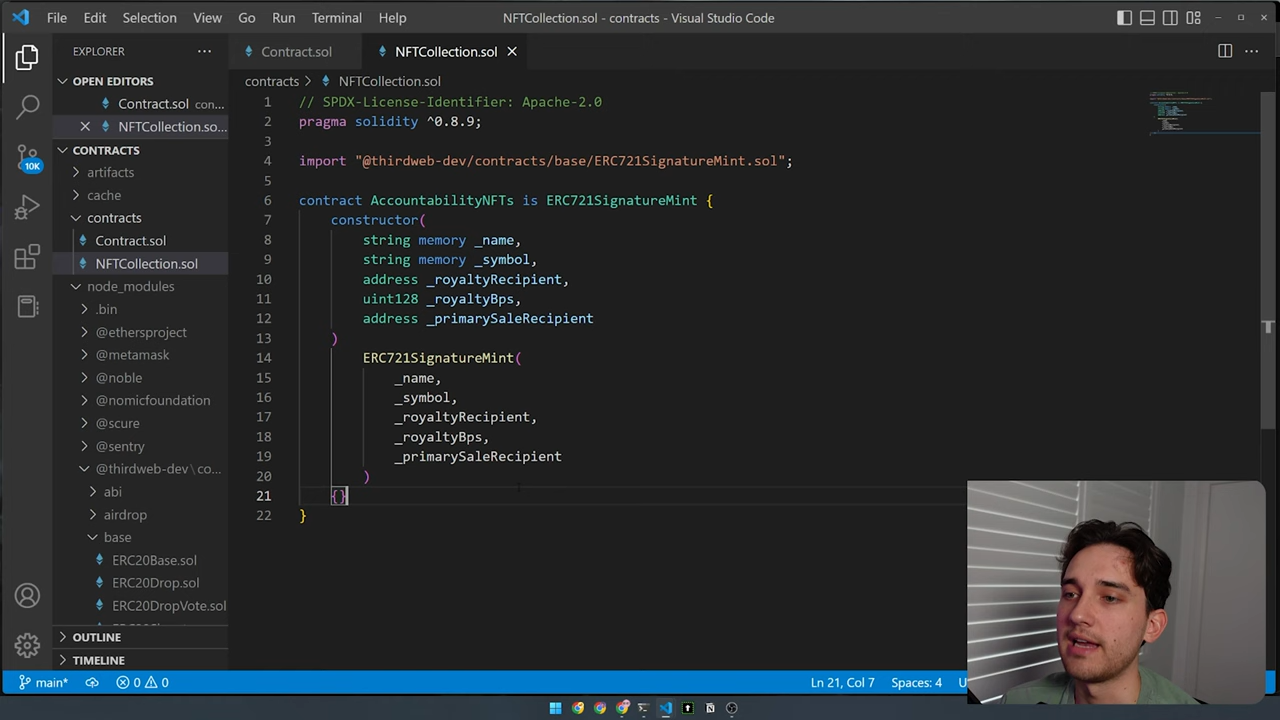 File Edit Selection View Go Run Terminal Help NFTCollection.sol - contracts - Visual Studio Code
EXPLORER
OPEN EDITORS
Contract.sol con...
NFTCollection.so...
CONTRACTS
artifacts
cache
contracts
Contract.sol
NFTCollection.sol
node_modules
.bin
@ethersproject
@metamask
@noble
@nomicfoundation
@scure
@sentry
@thirdweb-dev\co...
abi
airdrop
base
ERC20Base.sol
ERC20Drop.sol
ERC20DropVote.sol
OUTLINE
TIMELINE
10K
Contract.sol NFTCollection.sol
contracts > NFTCollection.sol
1 // SPDX-License-Identifier: Apache-2.0
2 pragma solidity ^0.8.9;
3
4 import "@thirdweb-dev/contracts/base/ERC721SignatureMint.sol";
5
6 contract AccountabilityNFTs is ERC721SignatureMint {
7 constructor(
8 string memory _name,
9 string memory _symbol,
10 address _royaltyRecipient,
11 uint128 _royaltyBps,
12 address _primarySaleRecipient
13 )
14 ERC721SignatureMint(
15 _name,
16 _symbol,
17 _royaltyRecipient,
18 _royaltyBps,
19 _primarySaleRecipient
20 )
21 {}
22 }
main* 0 0 Ln 21, Col 7 Spaces: 4